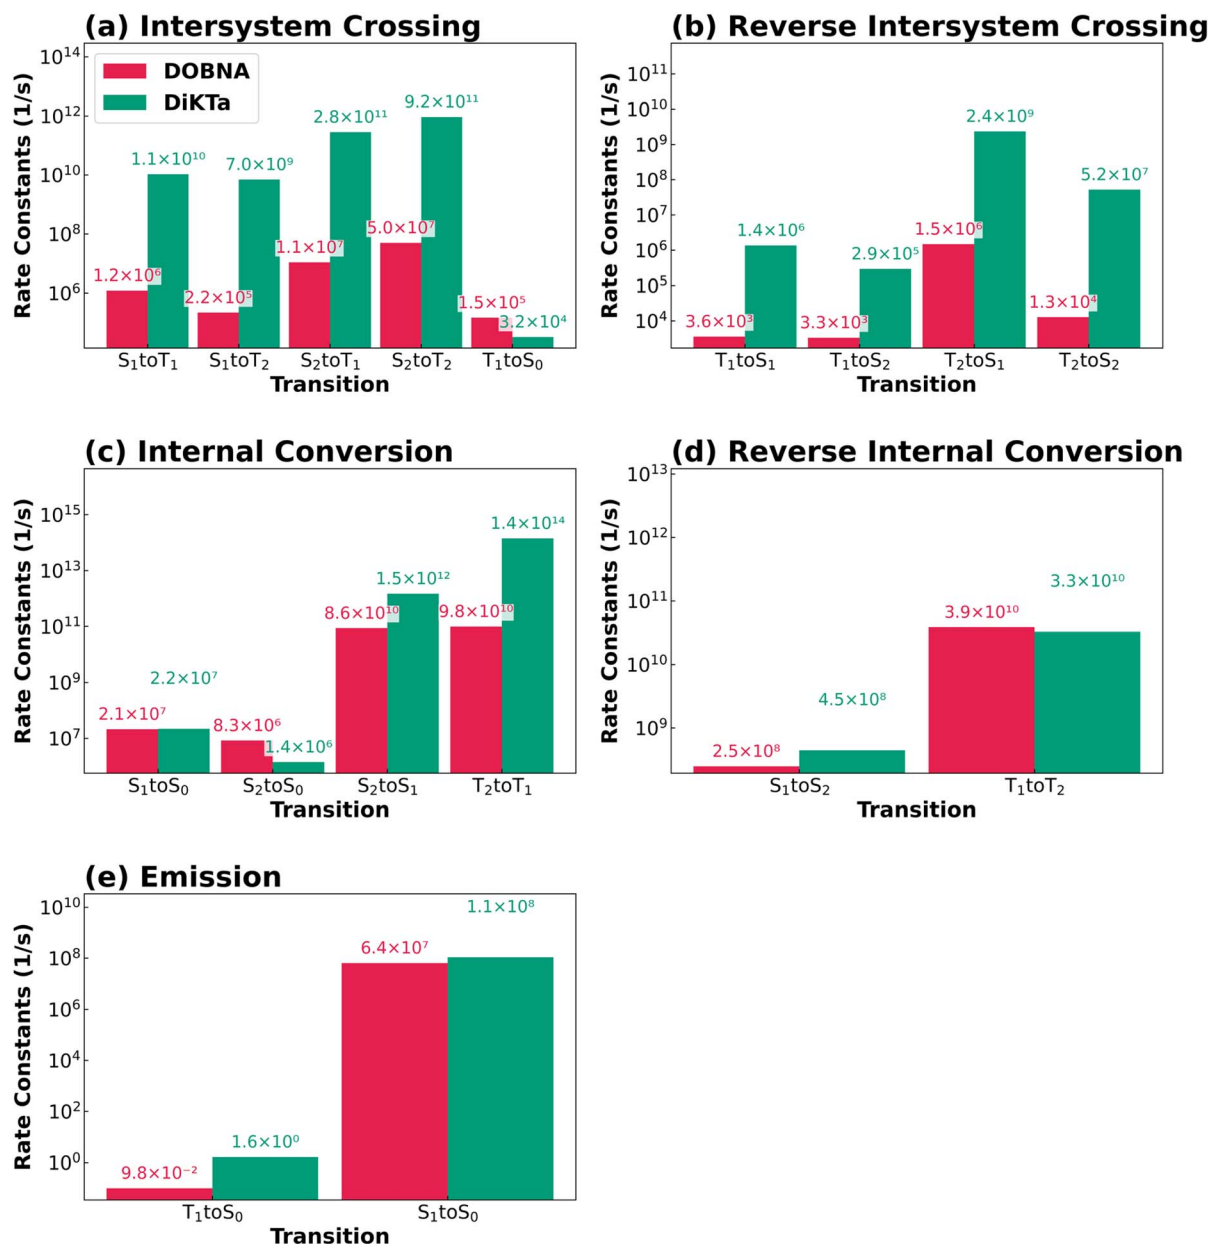 (a) Intersystem Crossing
Rate Constants (1/s)
10¹⁴
10¹²
10¹⁰
10⁸
10⁶
DOBNA
DiKTa
1.2×10⁶
1.1×10¹⁰
2.2×10⁵
7.0×10⁹
1.1×10⁷
2.8×10¹¹
5.0×10⁷
9.2×10¹¹
1.5×10⁵
3.2×10⁴
S₁toT₁
S₁toT₂
S₂toT₁
S₂toT₂
T₁toS₀
Transition
(b) Reverse Intersystem Crossing
Rate Constants (1/s)
10¹¹
10¹⁰
10⁹
10⁸
10⁷
10⁶
10⁵
10⁴
3.6×10³
1.4×10⁶
3.3×10³
2.9×10⁵
1.5×10⁶
2.4×10⁹
1.3×10⁴
5.2×10⁷
T₁toS₁
T₁toS₂
T₂toS₁
T₂toS₂
Transition
(c) Internal Conversion
Rate Constants (1/s)
10¹⁵
10¹³
10¹¹
10⁹
10⁷
2.1×10⁷
2.2×10⁷
8.3×10⁶
1.4×10⁶
8.6×10¹⁰
1.5×10¹²
9.8×10¹⁰
1.4×10¹⁴
S₁toS₀
S₂toS₀
S₂toS₁
T₂toT₁
Transition
(d) Reverse Internal Conversion
Rate Constants (1/s)
10¹³
10¹²
10¹¹
10¹⁰
10⁹
2.5×10⁸
4.5×10⁸
3.9×10¹⁰
3.3×10¹⁰
S₁toS₂
T₁toT₂
Transition
(e) Emission
Rate Constants (1/s)
10¹⁰
10⁸
10⁶
10⁴
10²
10⁰
9.8×10⁻²
1.6×10⁰
6.4×10⁷
1.1×10⁸
T₁toS₀
S₁toS₀
Transition